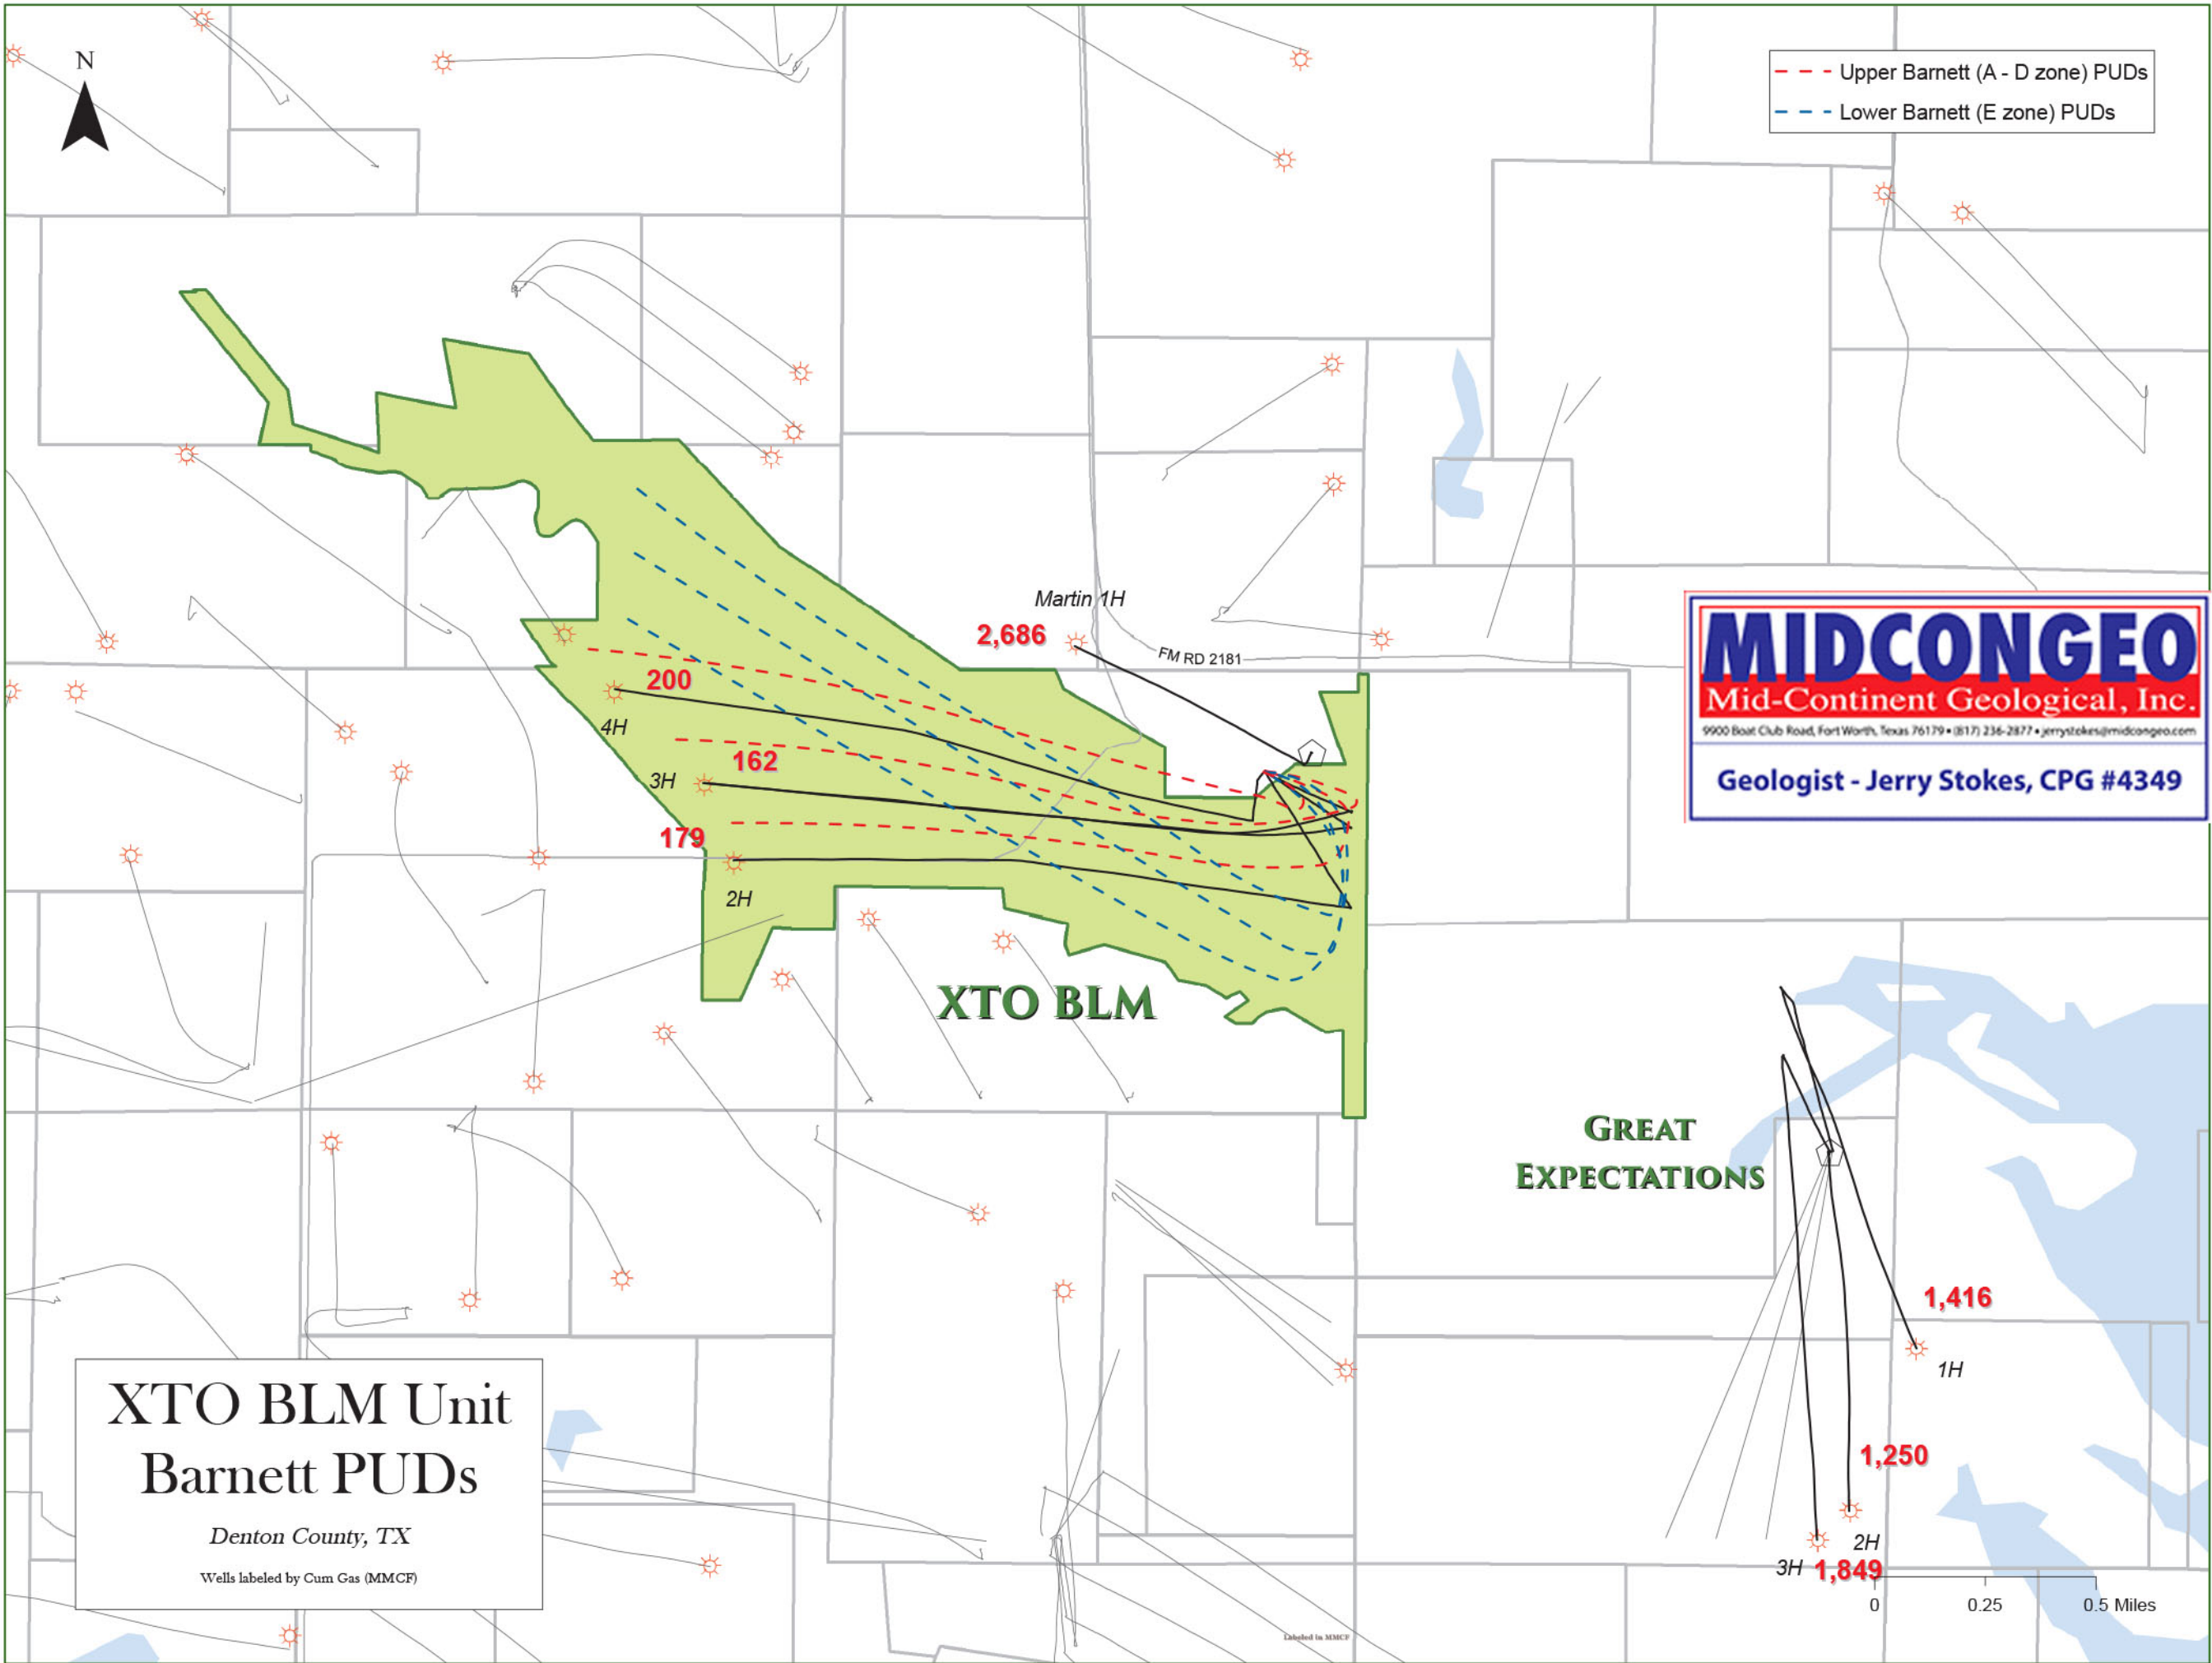 N
Upper Barnett (A - D zone) PUDs
Lower Barnett (E zone) PUDs
Martin 1H
2,686
FM RD 2181
MIDCONGEO
Mid-Continent Geological, Inc.
9900 Boat Club Road, Fort Worth, Texas 76179 • (817) 236-2877 • jerrystokes@midcongeo.com
Geologist - Jerry Stokes, CPG #4349
200
4H
162
3H
179
2H
XTO BLM
GREAT
EXPECTATIONS
1,416
1H
1,250
2H
3H 1,849
0 0.25 0.5 Miles
XTO BLM Unit
Barnett PUDs
Denton County, TX
Wells labeled by Cum Gas (MMCF)
Labeled in MMCF